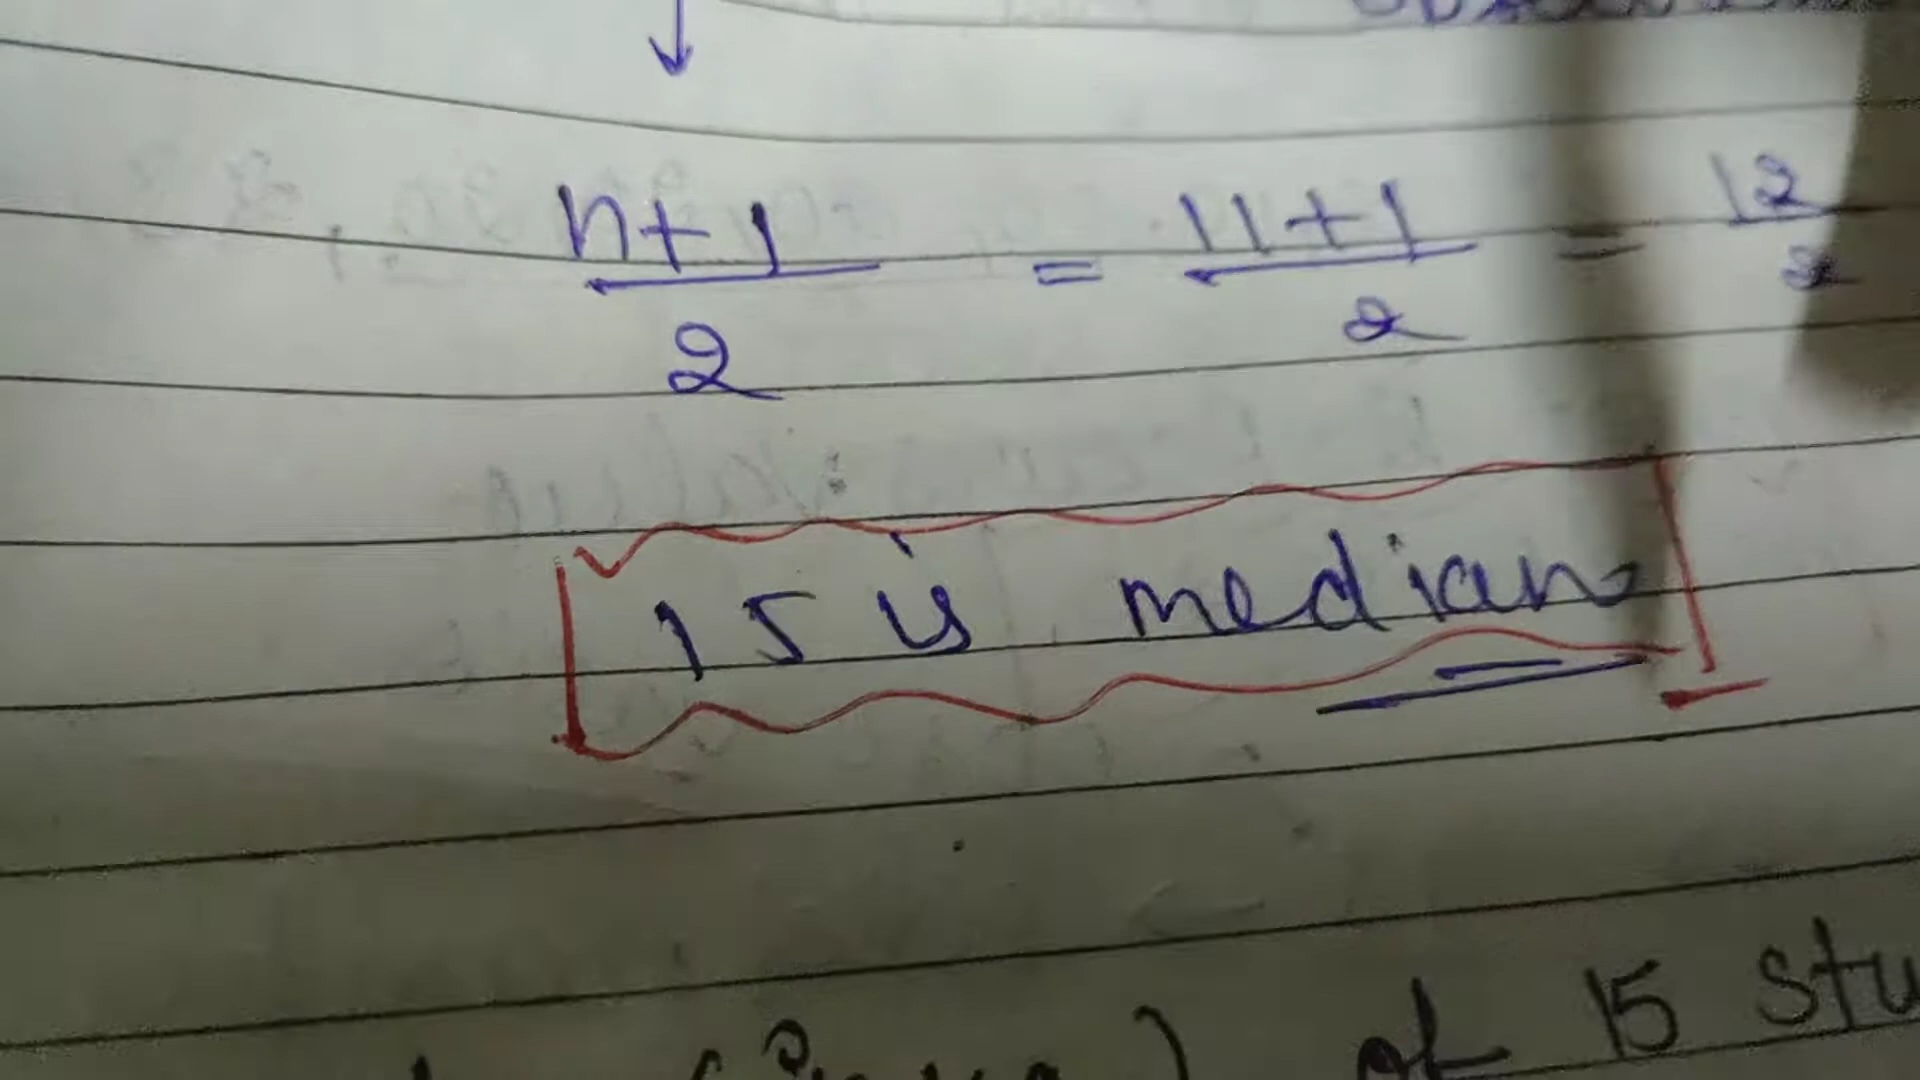 n+1/2 = 11+1/2 = 12/2
15 is median
of 15 stu